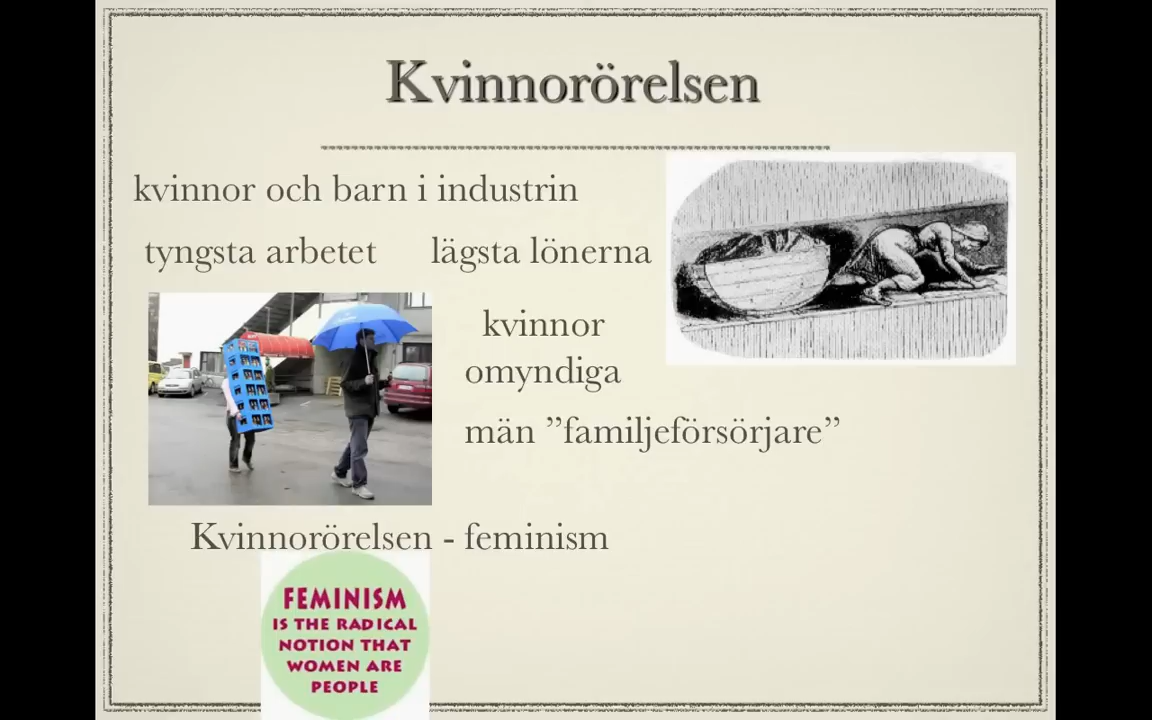 Kvinnorörelsen
kvinnor och barn i industrin
tyngsta arbetet lägsta lönerna
kvinnor
omyndiga
män ”familjeförsörjare”
Kvinnorörelsen - feminism
FEMINISM
IS THE RADICAL
NOTION THAT
WOMEN ARE
PEOPLE